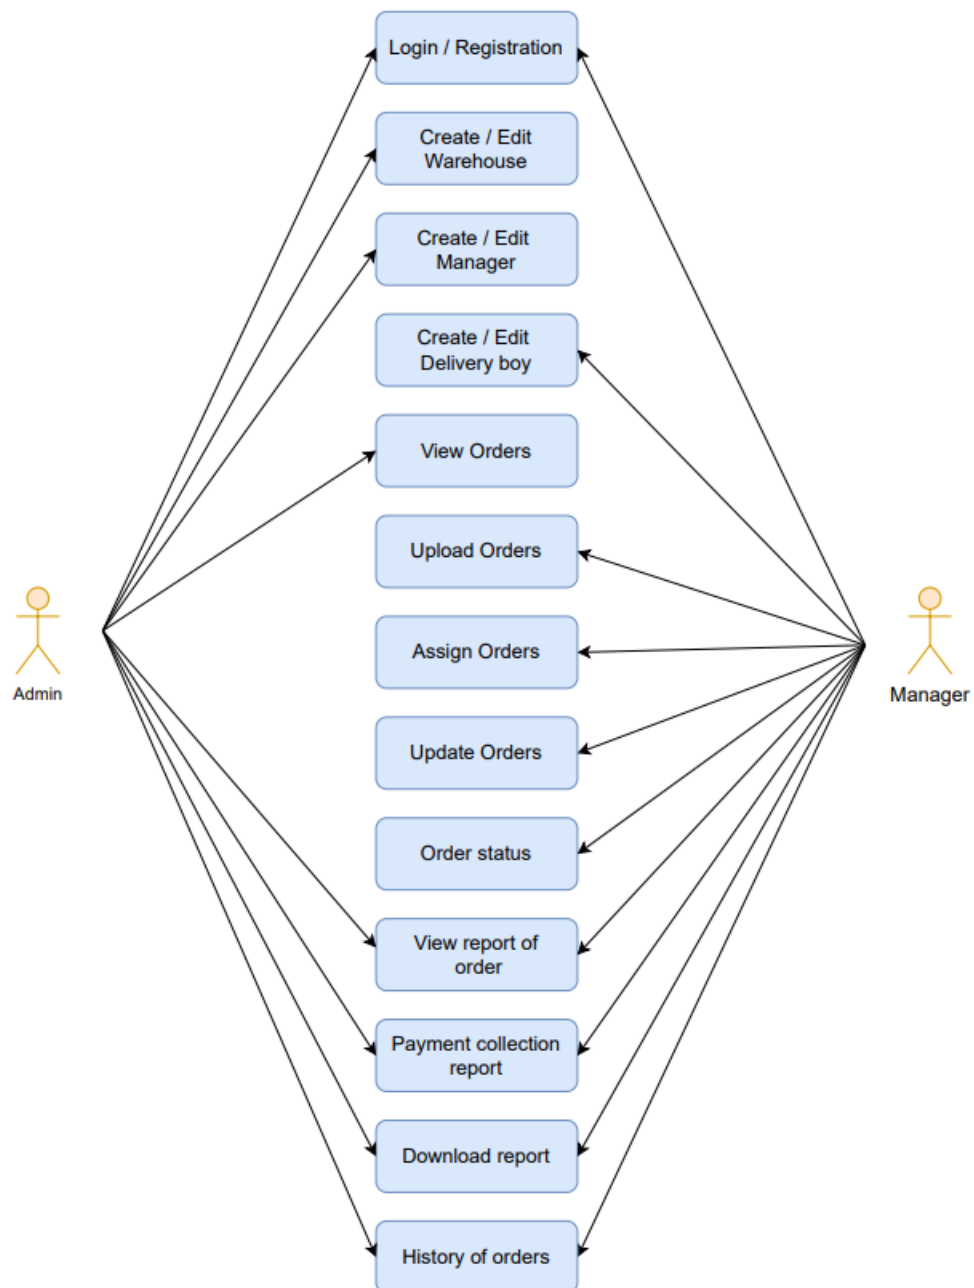 Login / Registration
Create / Edit
Warehouse
Create / Edit
Manager
Create / Edit
Delivery boy
View Orders
Upload Orders
Assign Orders
Admin
Manager
Update Orders
Order status
View report of
order
Payment collection
report
Download report
History of orders